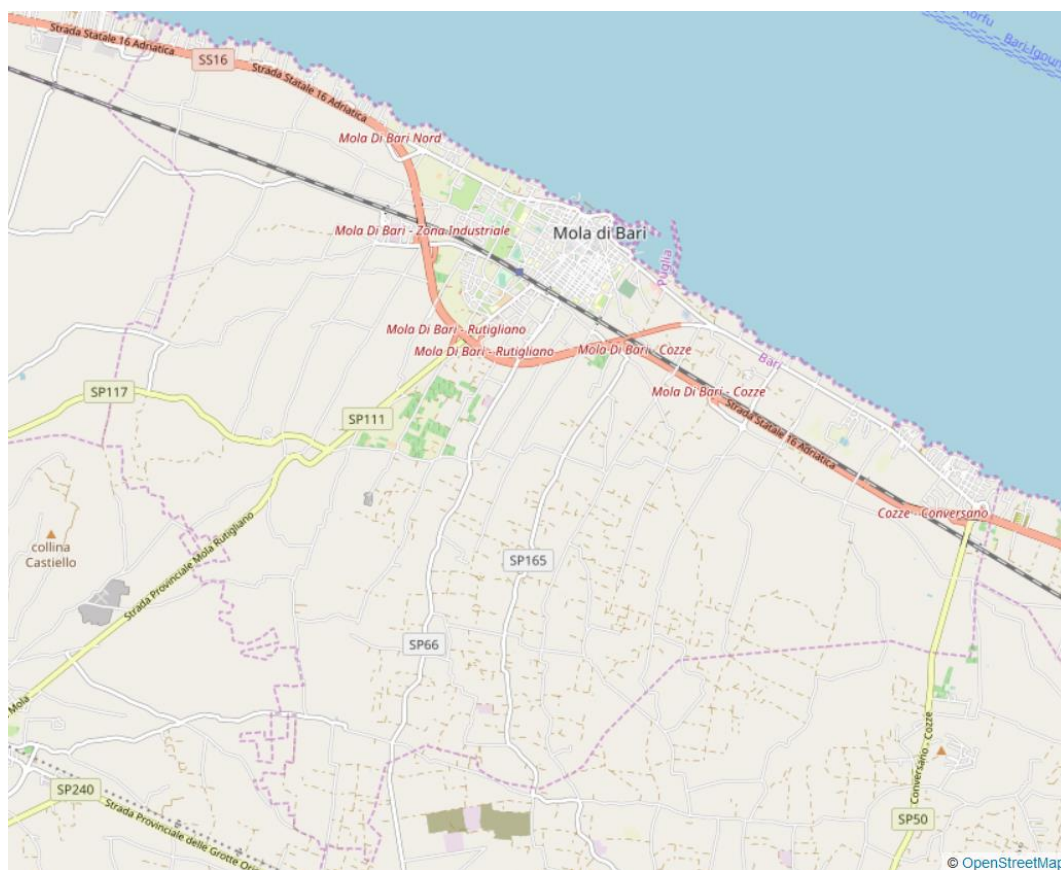 Korfu
Bari-Igoum
Strada Statale 16 Adriatica
SS16
Strada Statale 16 Adriatica
Mola Di Bari Nord
Mola Di Bari - Zona Industriale
Mola di Bari
Puglia
Mola Di Bari - Rutigliano
Mola Di Bari - Rutigliano
Mola Di Bari - Cozze
Bari
Mola Di Bari - Cozze
SP117
SP111
Strada Statale 16 Adriatica
Cozze - Conversano
collina
Castiello
Strada Provinciale Mola Rutigliano
SP165
SP66
Mola
Conversano - Cozze
SP240
Strada Provinciale delle Grotte Ori
SP50
© OpenStreetMap